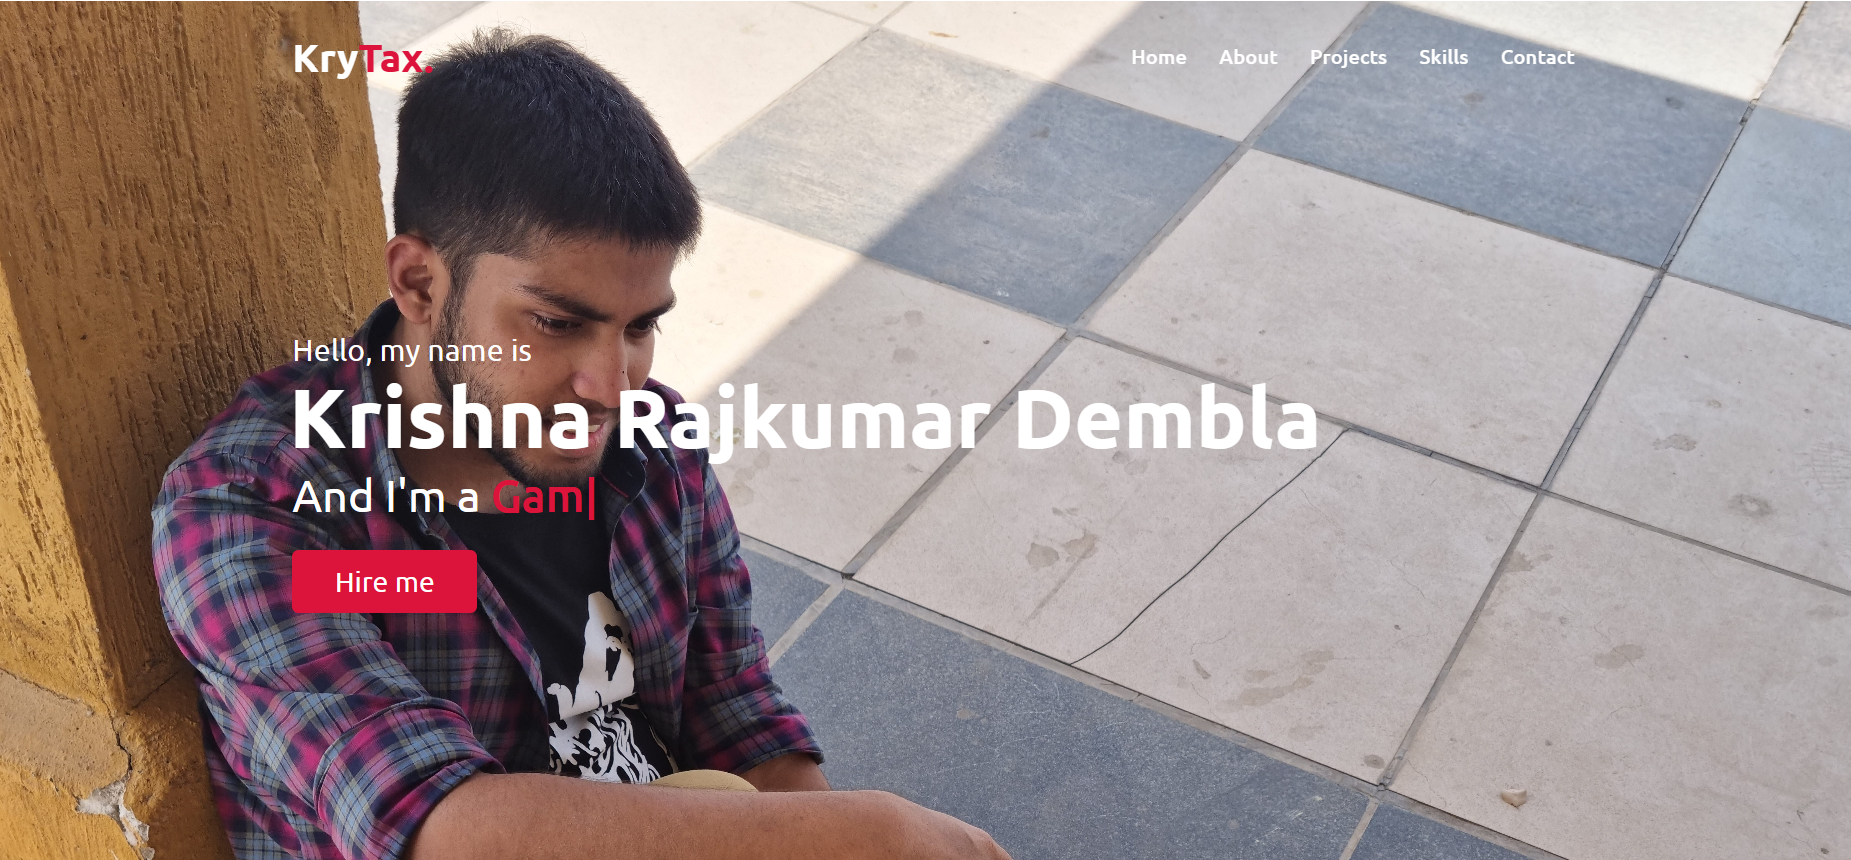 KryTax.
Home About Projects Skills Contact
Hello, my name is
Krishna Rajkumar Dembla
And I'm a Gam|
Hire me